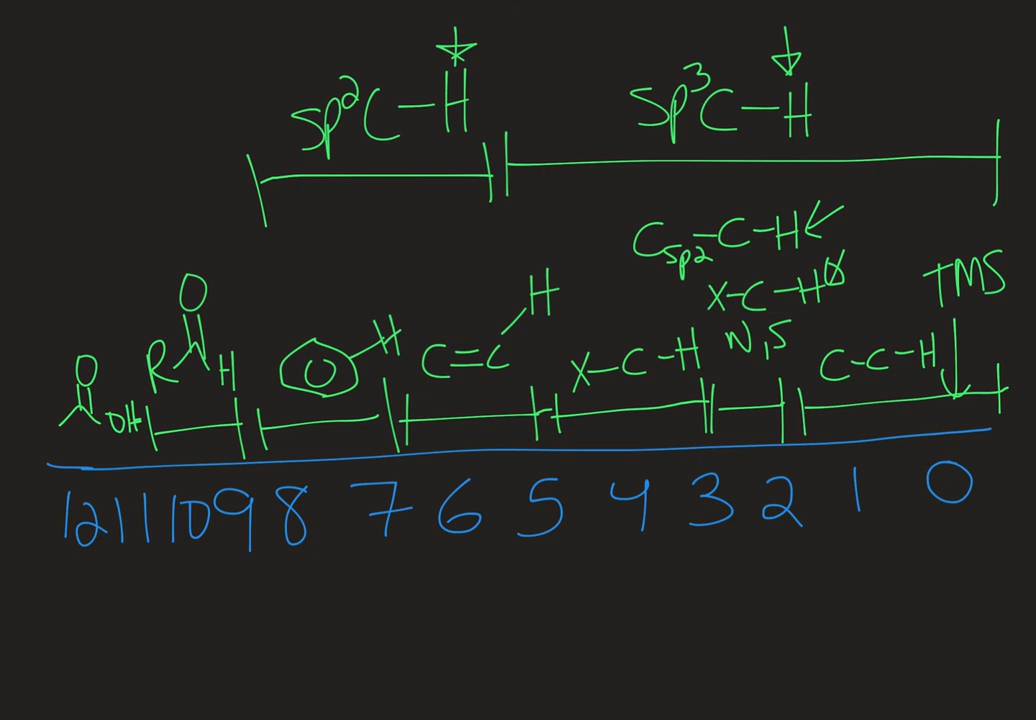 sp²C-H sp³C-H
Csp2-C-H
X-C-H
TMS
O
H
N,S
O
R
H
H
C=C
X-C-H
C-C-H
OH
12 11 10 9 8 7 6 5 4 3 2 1 0